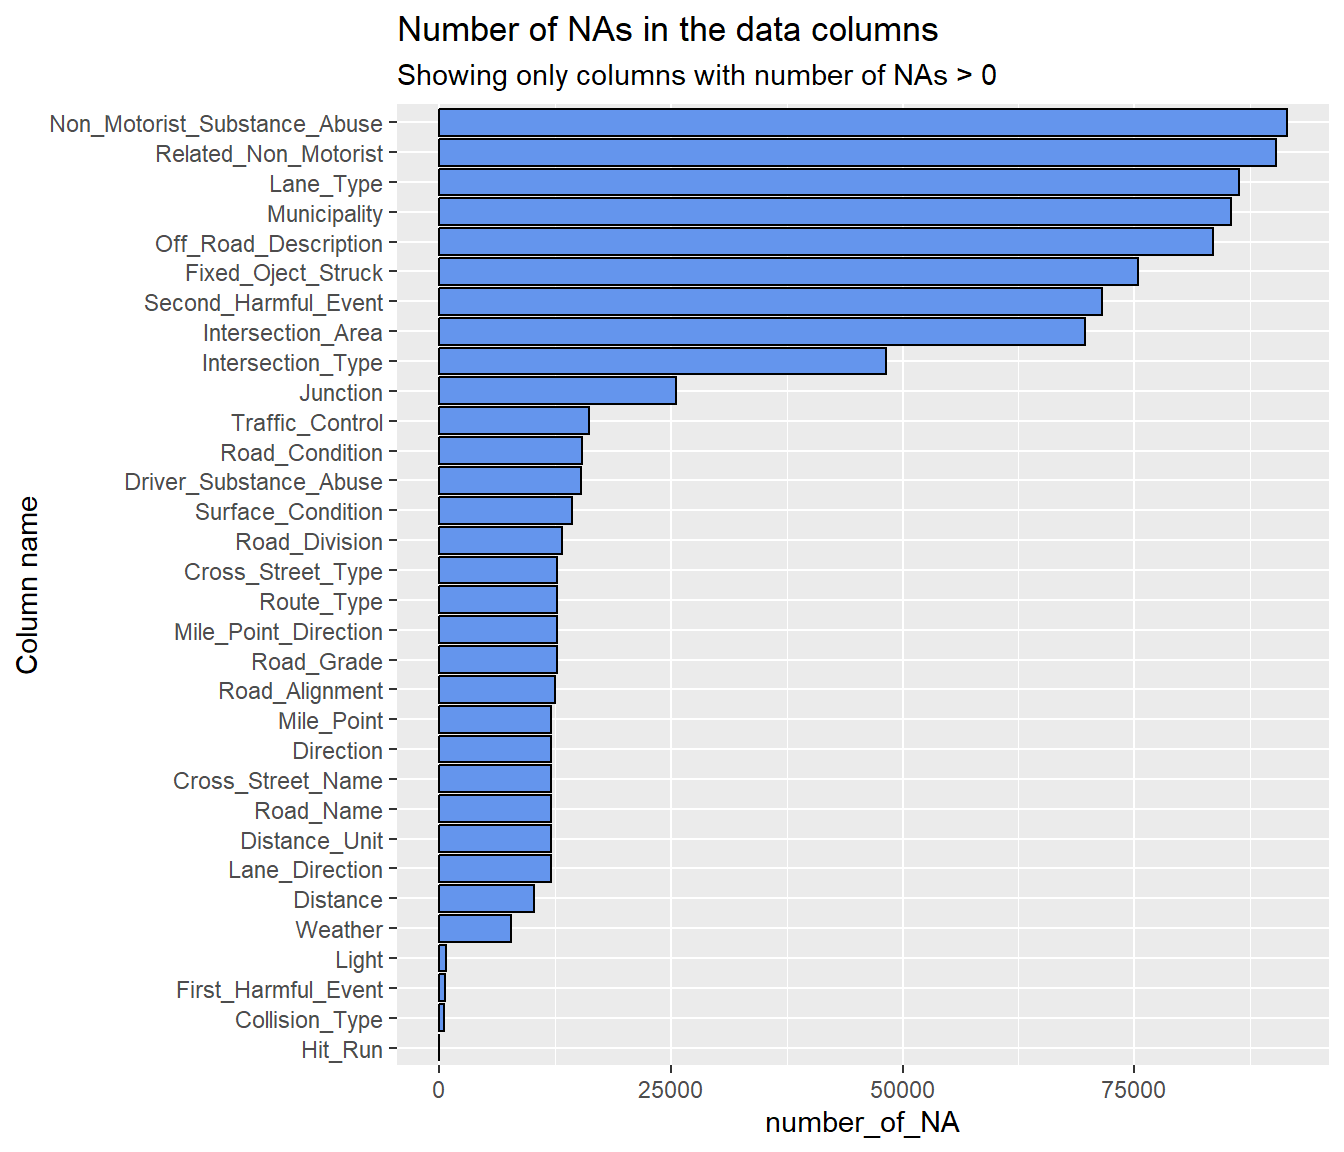 Number of NAs in the data columns
Showing only columns with number of NAs > 0
Column name
Non_Motorist_Substance_Abuse
Related_Non_Motorist
Lane_Type
Municipality
Off_Road_Description
Fixed_Oject_Struck
Second_Harmful_Event
Intersection_Area
Intersection_Type
Junction
Traffic_Control
Road_Condition
Driver_Substance_Abuse
Surface_Condition
Road_Division
Cross_Street_Type
Route_Type
Mile_Point_Direction
Road_Grade
Road_Alignment
Mile_Point
Direction
Cross_Street_Name
Road_Name
Distance_Unit
Lane_Direction
Distance
Weather
Light
First_Harmful_Event
Collision_Type
Hit_Run
0 25000 50000 75000
number_of_NA